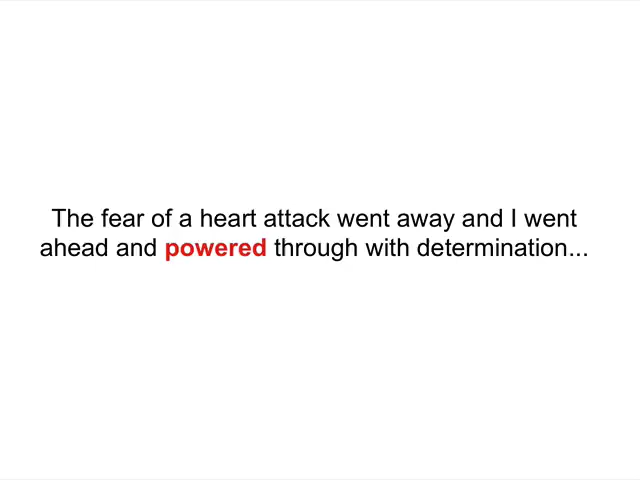 The fear of a heart attack went away and I went
ahead and powered through with determination...